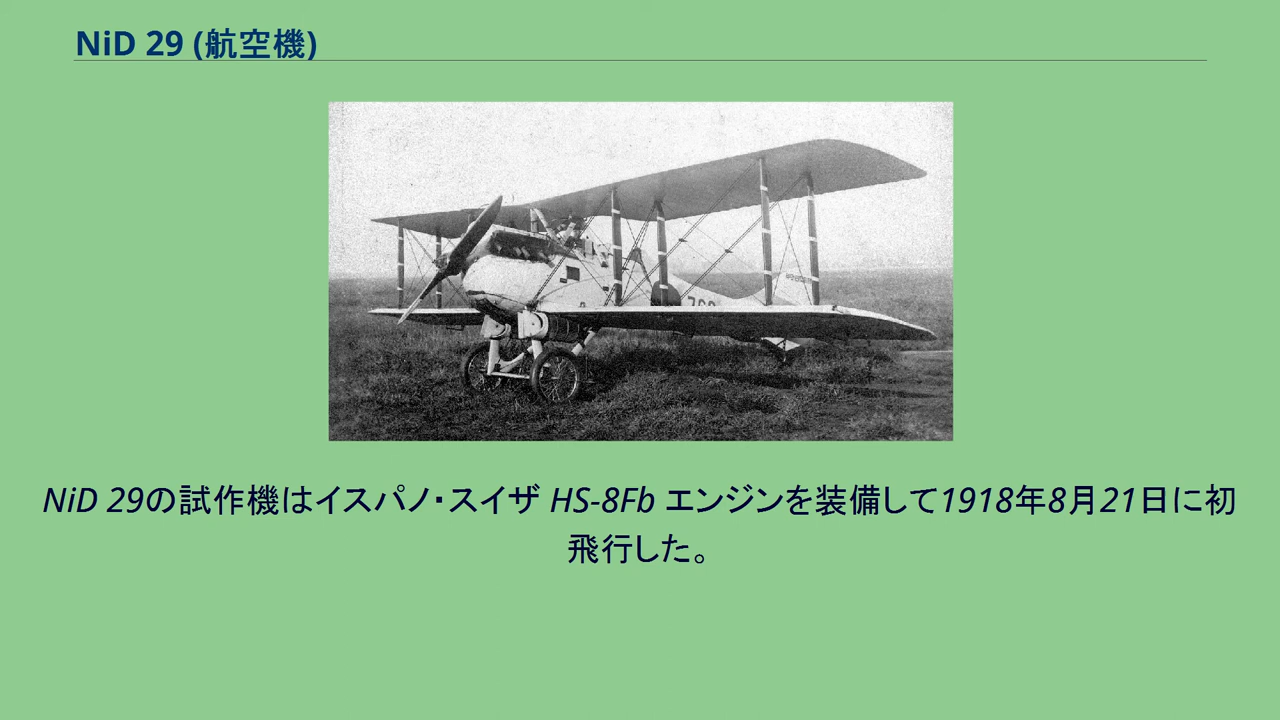 NiD 29 (航空機)
NiD 29の試作機はイスパノ・スイザ HS-8Fb エンジンを装備して1918年8月21日に初
飛行した。